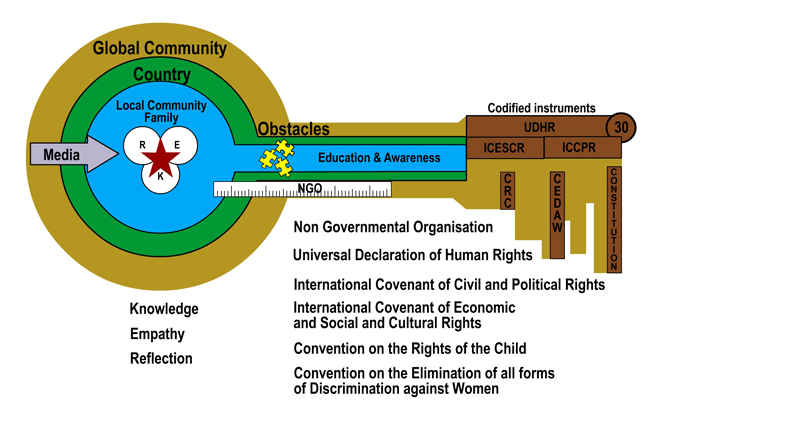 Global Community
Country
Local Community
Family
R E
K
Media
Obstacles
Education & Awareness
NGO
Codified instruments
UDHR
30
ICESCR
ICCPR
CRC
CEDAW
CONSTITUTION
Non Governmental Organisation
Universal Declaration of Human Rights
International Covenant of Civil and Political Rights
International Covenant of Economic
and Social and Cultural Rights
Convention on the Rights of the Child
Convention on the Elimination of all forms
of Discrimination against Women
Knowledge
Empathy
Reflection